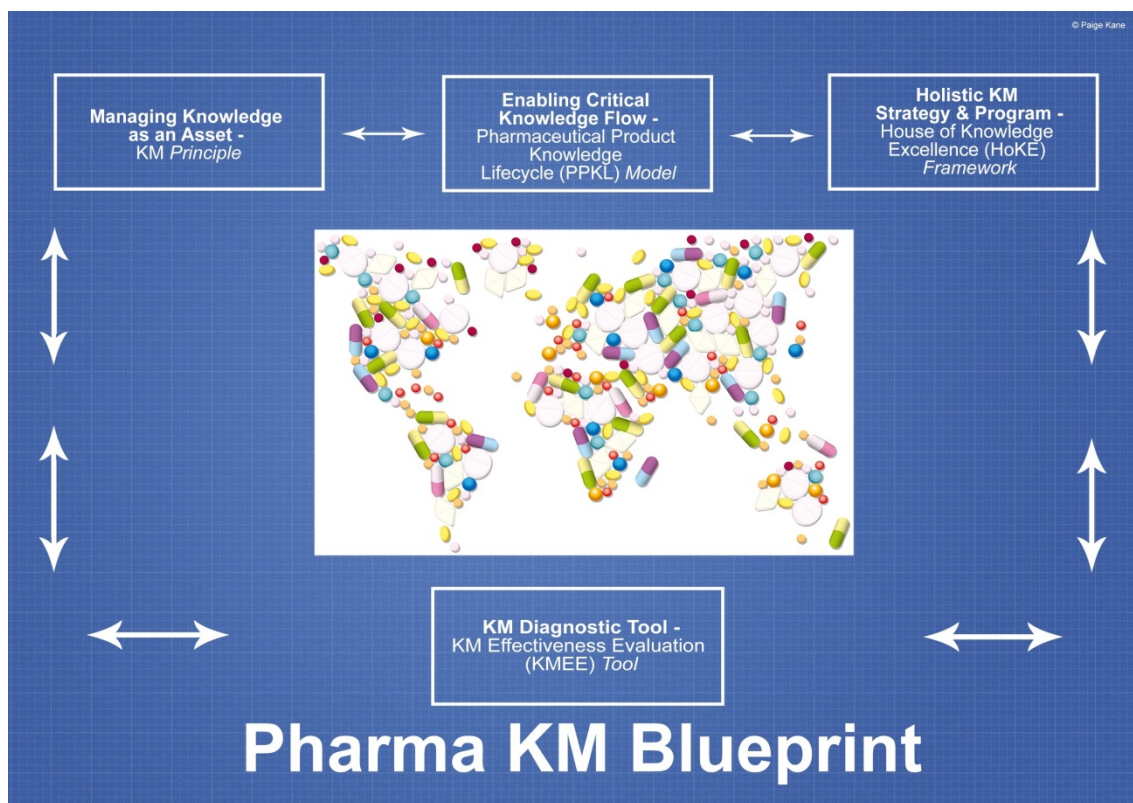 © Paige Kane
Managing Knowledge
as an Asset -
KM Principle
Enabling Critical
Knowledge Flow -
Pharmaceutical Product
Knowledge
Lifecycle (PPKL) Model
Holistic KM
Strategy & Program -
House of Knowledge
Excellence (HoKE)
Framework
KM Diagnostic Tool -
KM Effectiveness Evaluation
(KMEE) Tool
Pharma KM Blueprint